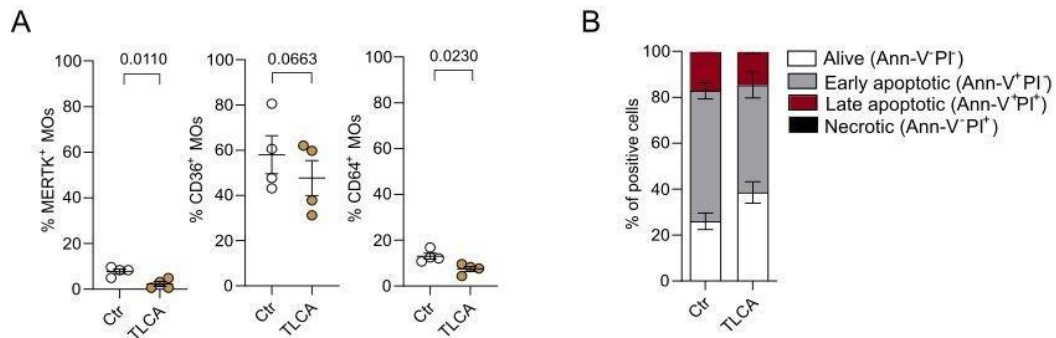 A
B
0.0110
0.0663
0.0230
% MERTK⁺ MOs
100
80
60
40
20
0
Ctr
TLCA
% CD36⁺ MOs
100
80
60
40
20
0
Ctr
TLCA
% CD64⁺ MOs
100
80
60
40
20
0
Ctr
TLCA
% of positive cells
100
80
60
40
20
0
Ctr
TLCA
Alive (Ann-V⁻PI⁻)
Early apoptotic (Ann-V⁺PI⁻)
Late apoptotic (Ann-V⁺PI⁺)
Necrotic (Ann-V⁻PI⁺)